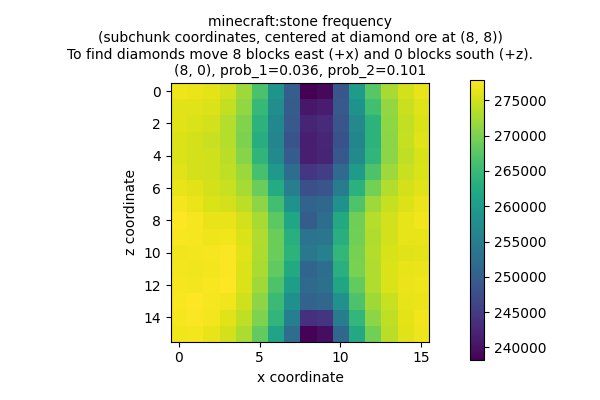 minecraft:stone frequency
(subchunk coordinates, centered at diamond ore at (8, 8))
To find diamonds move 8 blocks east (+x) and 0 blocks south (+z).
(8, 0), prob_1=0.036, prob_2=0.101
0
2
4
6
8
10
12
14
z coordinate
0 5 10 15
x coordinate
275000
270000
265000
260000
255000
250000
245000
240000